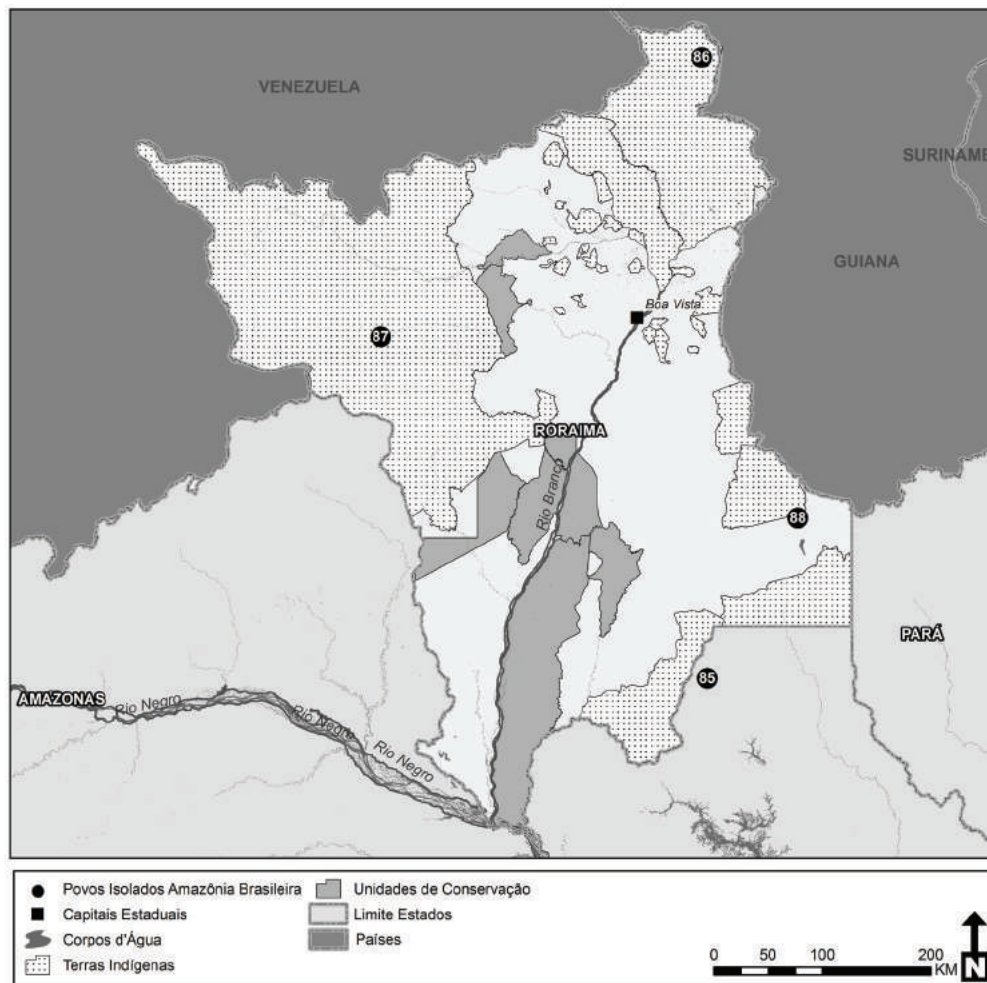 86
VENEZUELA
SURINAME
GUIANA
Boa Vista
87
RORAIMA
Rio Branco
88
PARÁ
85
AMAZONAS
Rio Negro
Rio Negro
Rio Negro
Povos Isolados Amazônia Brasileira
Capitais Estaduais
Corpos d'Água
Terras Indígenas
Unidades de Conservação
Limite Estados
Países
0 50 100 200
KM
N